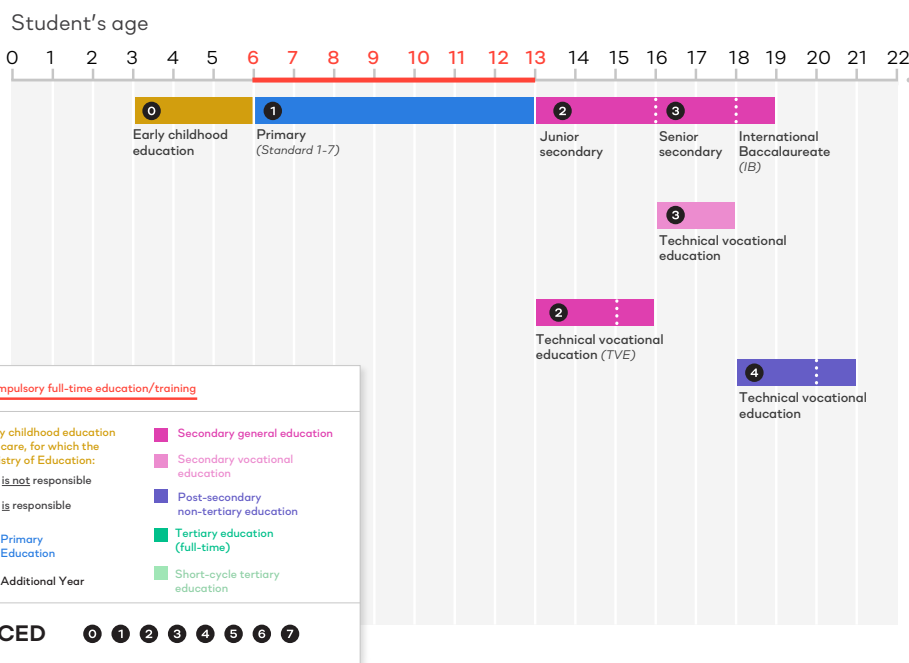 Student's age
0 1 2 3 4 5 6 7 8 9 10 11 12 13 14 15 16 17 18 19 20 21 22
0
1
2
3
Early childhood
education
Primary
(Standard 1-7)
Junior
secondary
Senior
secondary
International
Baccalaureate
(IB)
3
Technical vocational
education
2
Technical vocational
education (TVE)
4
Technical vocational
education
full-time education/training
childhood education
care, for which the
of Education:
is not responsible
is responsible
Primary
Education
Additional Year
Secondary general education
Secondary vocational
education
Post-secondary
non-tertiary education
Tertiary education
(full-time)
Short-cycle tertiary
education
CED 0 1 2 3 4 5 6 7